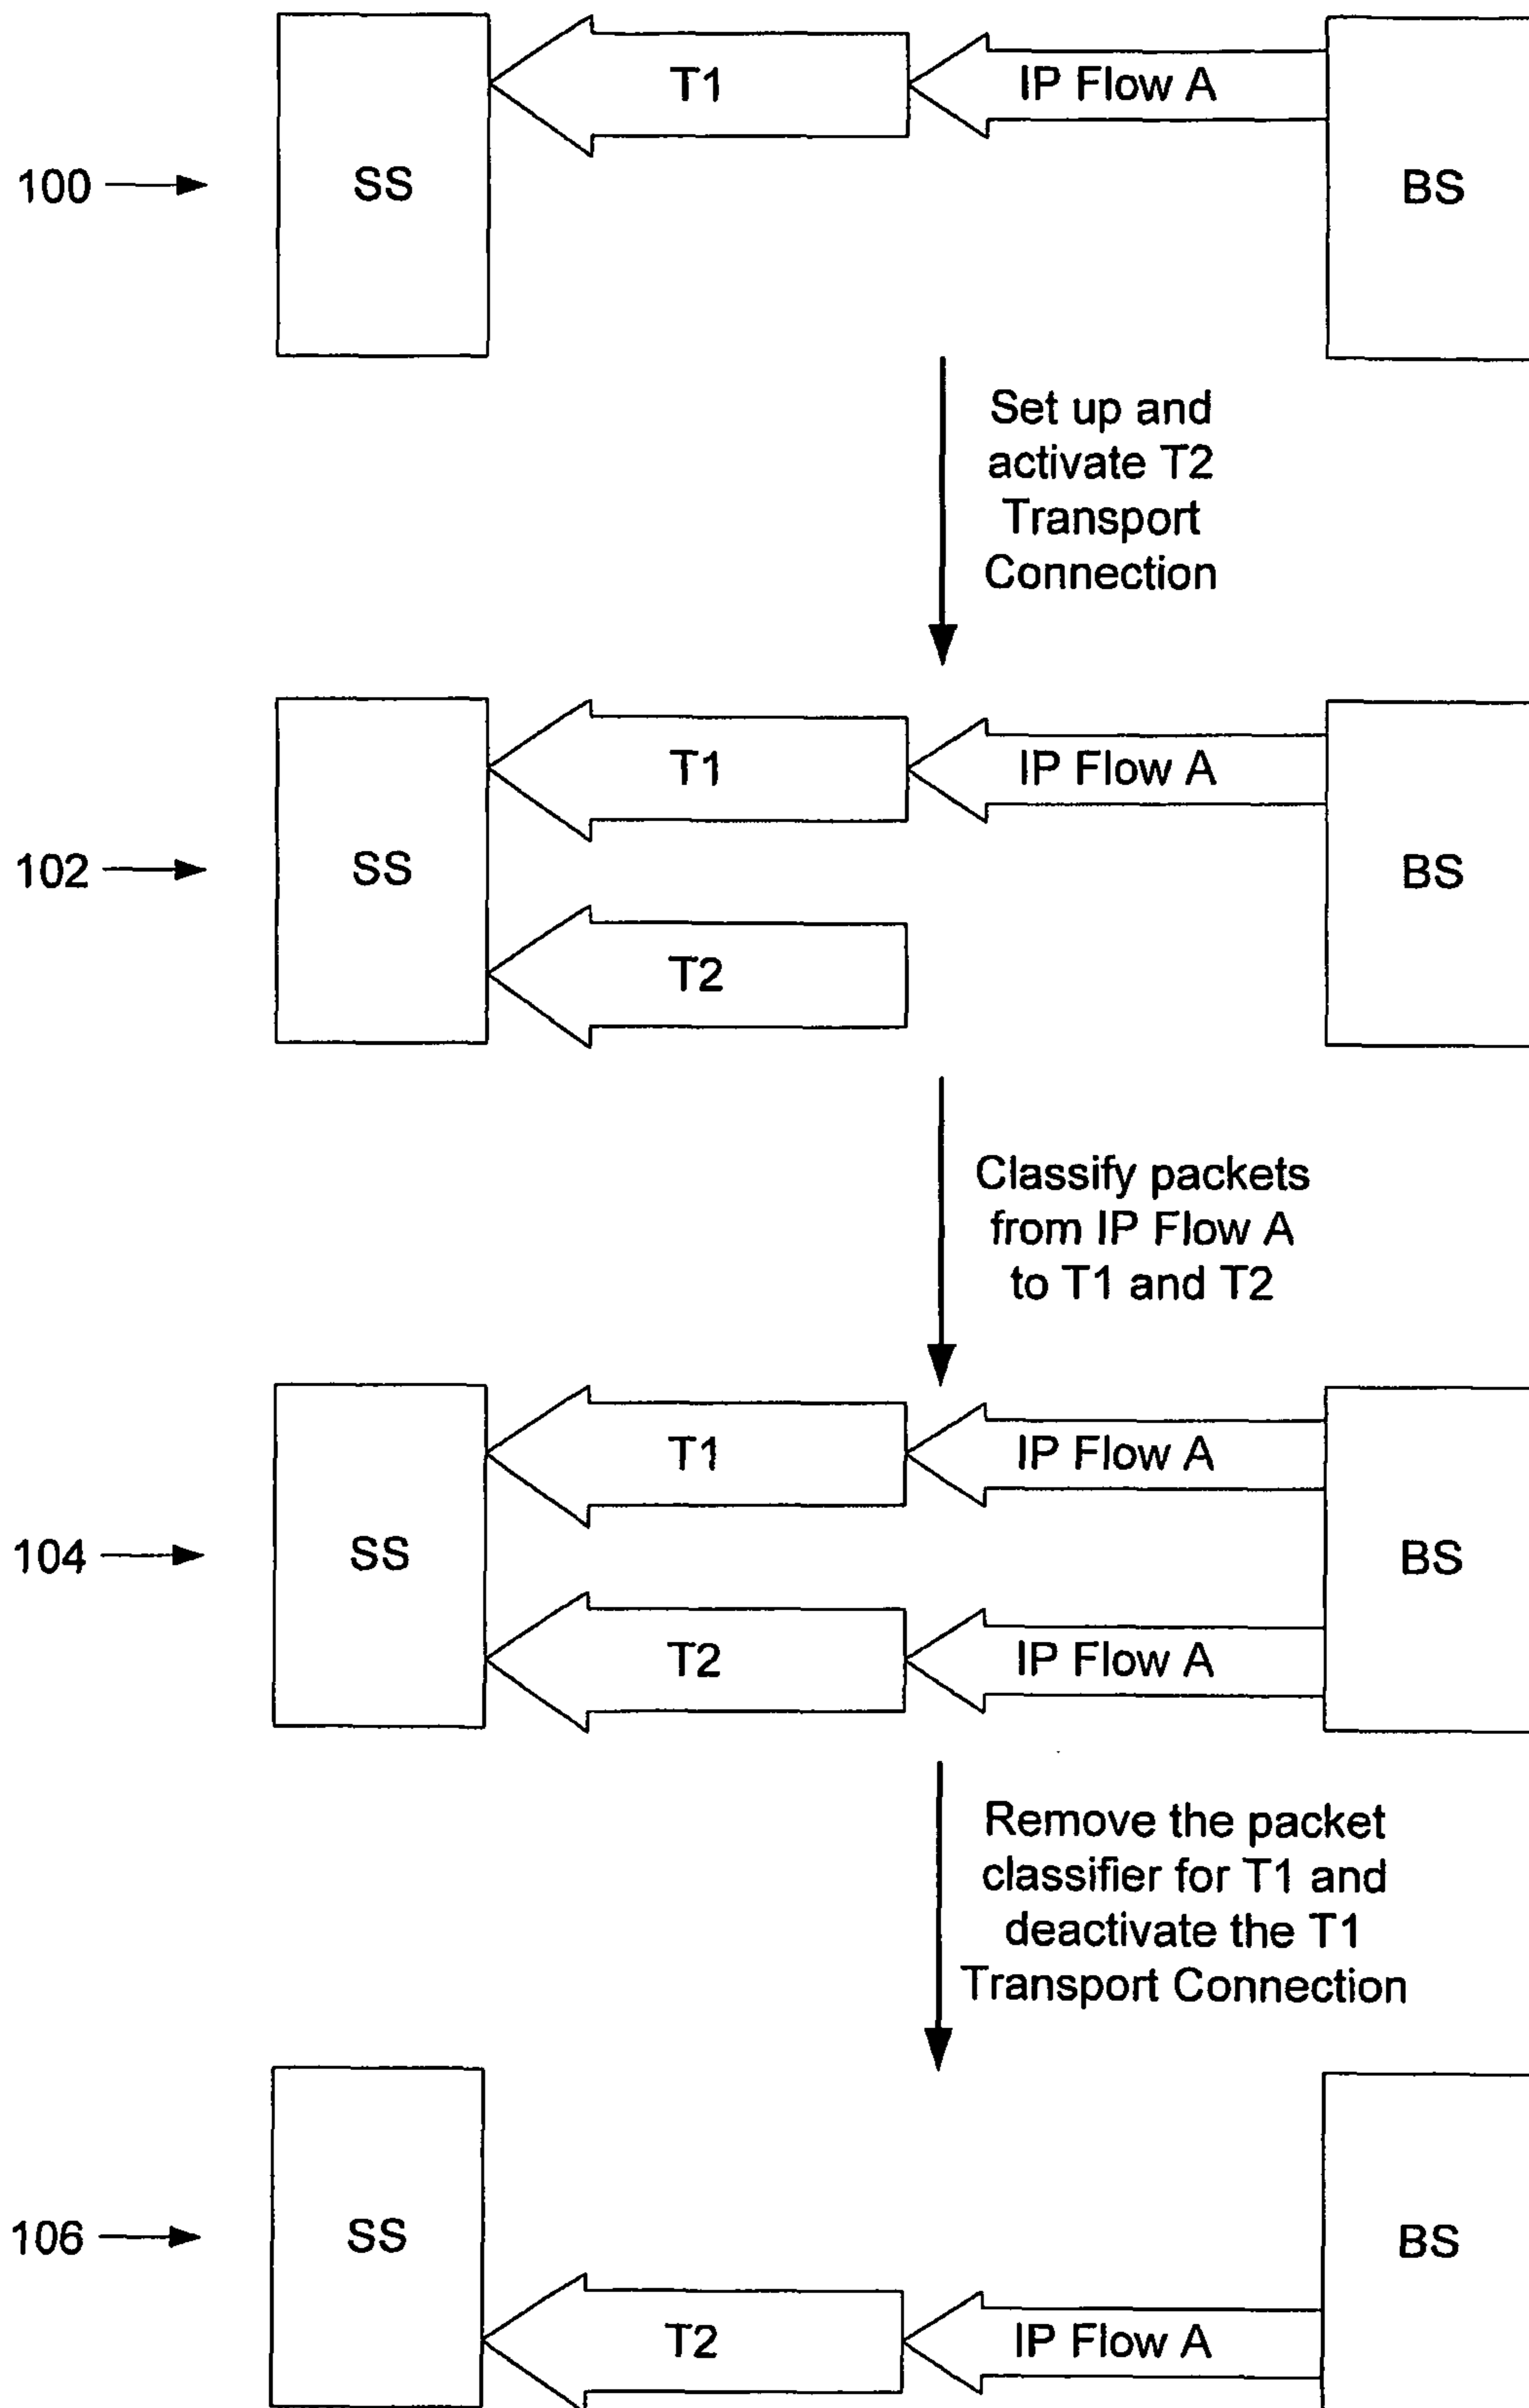 T1
IP Flow A
100
SS
BS
Set up and
activate T2
Transport
Connection
T1
IP Flow A
102
SS
BS
T2
Classify packets
from IP Flow A
to T1 and T2
T1
IP Flow A
104
SS
BS
T2
IP Flow A
Remove the packet
classifier for T1 and
deactivate the T1
Transport Connection
106
SS
BS
T2
IP Flow A